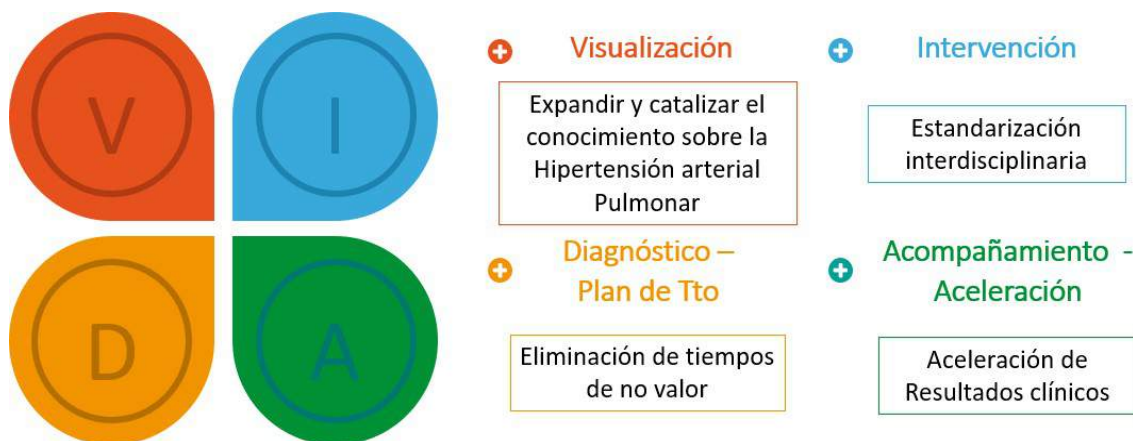 V
I
D
A
Visualización
Expandir y catalizar el
conocimiento sobre la
Hipertensión arterial
Pulmonar
Intervención
Estandarización
interdisciplinaria
Diagnóstico –
Plan de Tto
Eliminación de tiempos
de no valor
Acompañamiento -
Aceleración
Aceleración de
Resultados clínicos